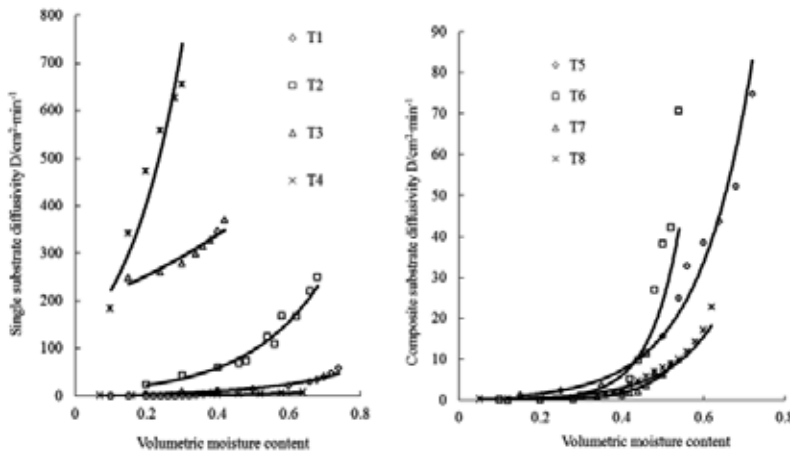 800
700
600
500
400
300
200
100
0
0 0.2 0.4 0.6 0.8
Single substrate diffusivity D/cm²·min⁻¹
Volumetric moisture content
T1
T2
T3
T4
90
80
70
60
50
40
30
20
10
0
0 0.2 0.4 0.6 0.8
Composite substrate diffusivity D/cm²·min⁻¹
Volumetric moisture content
T5
T6
T7
T8